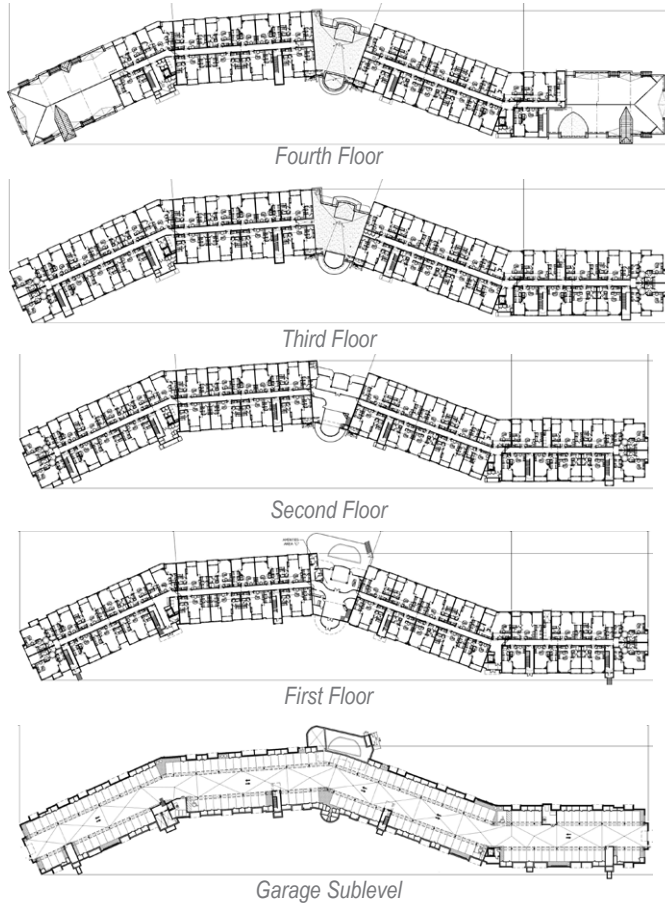 Fourth Floor
Third Floor
Second Floor
First Floor
Garage Sublevel